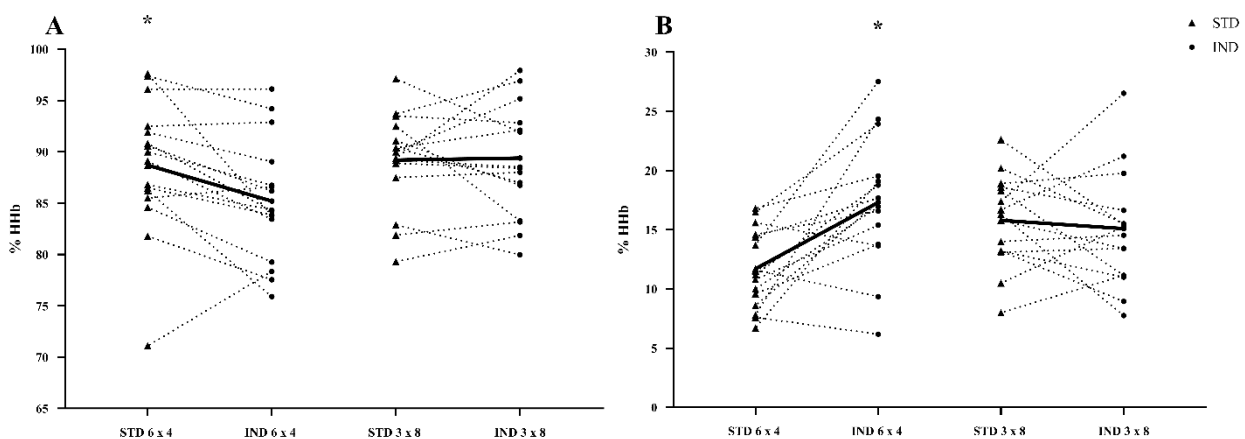 A
*
% HHb
100
95
90
85
80
75
70
65
STD 6 x 4 IND 6 x 4 STD 3 x 8 IND 3 x 8
B
*
STD
IND
% HHb
30
25
20
15
10
5
0
STD 6 x 4 IND 6 x 4 STD 3 x 8 IND 3 x 8